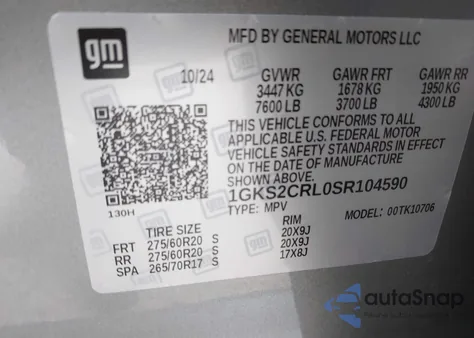 gm
MFD BY GENERAL MOTORS LLC
10/24 GVWR GAWR FRT GAWR RR
3447 KG 1678 KG 1950 KG
7600 LB 3700 LB 4300 LB
THIS VEHICLE CONFORMS TO ALL
APPLICABLE U.S. FEDERAL MOTOR
VEHICLE SAFETY STANDARDS IN EFFECT
ON THE DATE OF MANUFACTURE
SHOWN ABOVE.
1GKS2CRL0SR104590
TYPE: MPV MODEL: 00TK10706
130H
TIRE SIZE RIM
FRT 275/60R20 S 20X9J
RR 275/60R20 S 20X9J
SPA 265/70R17 S 17X8J
autoSnap